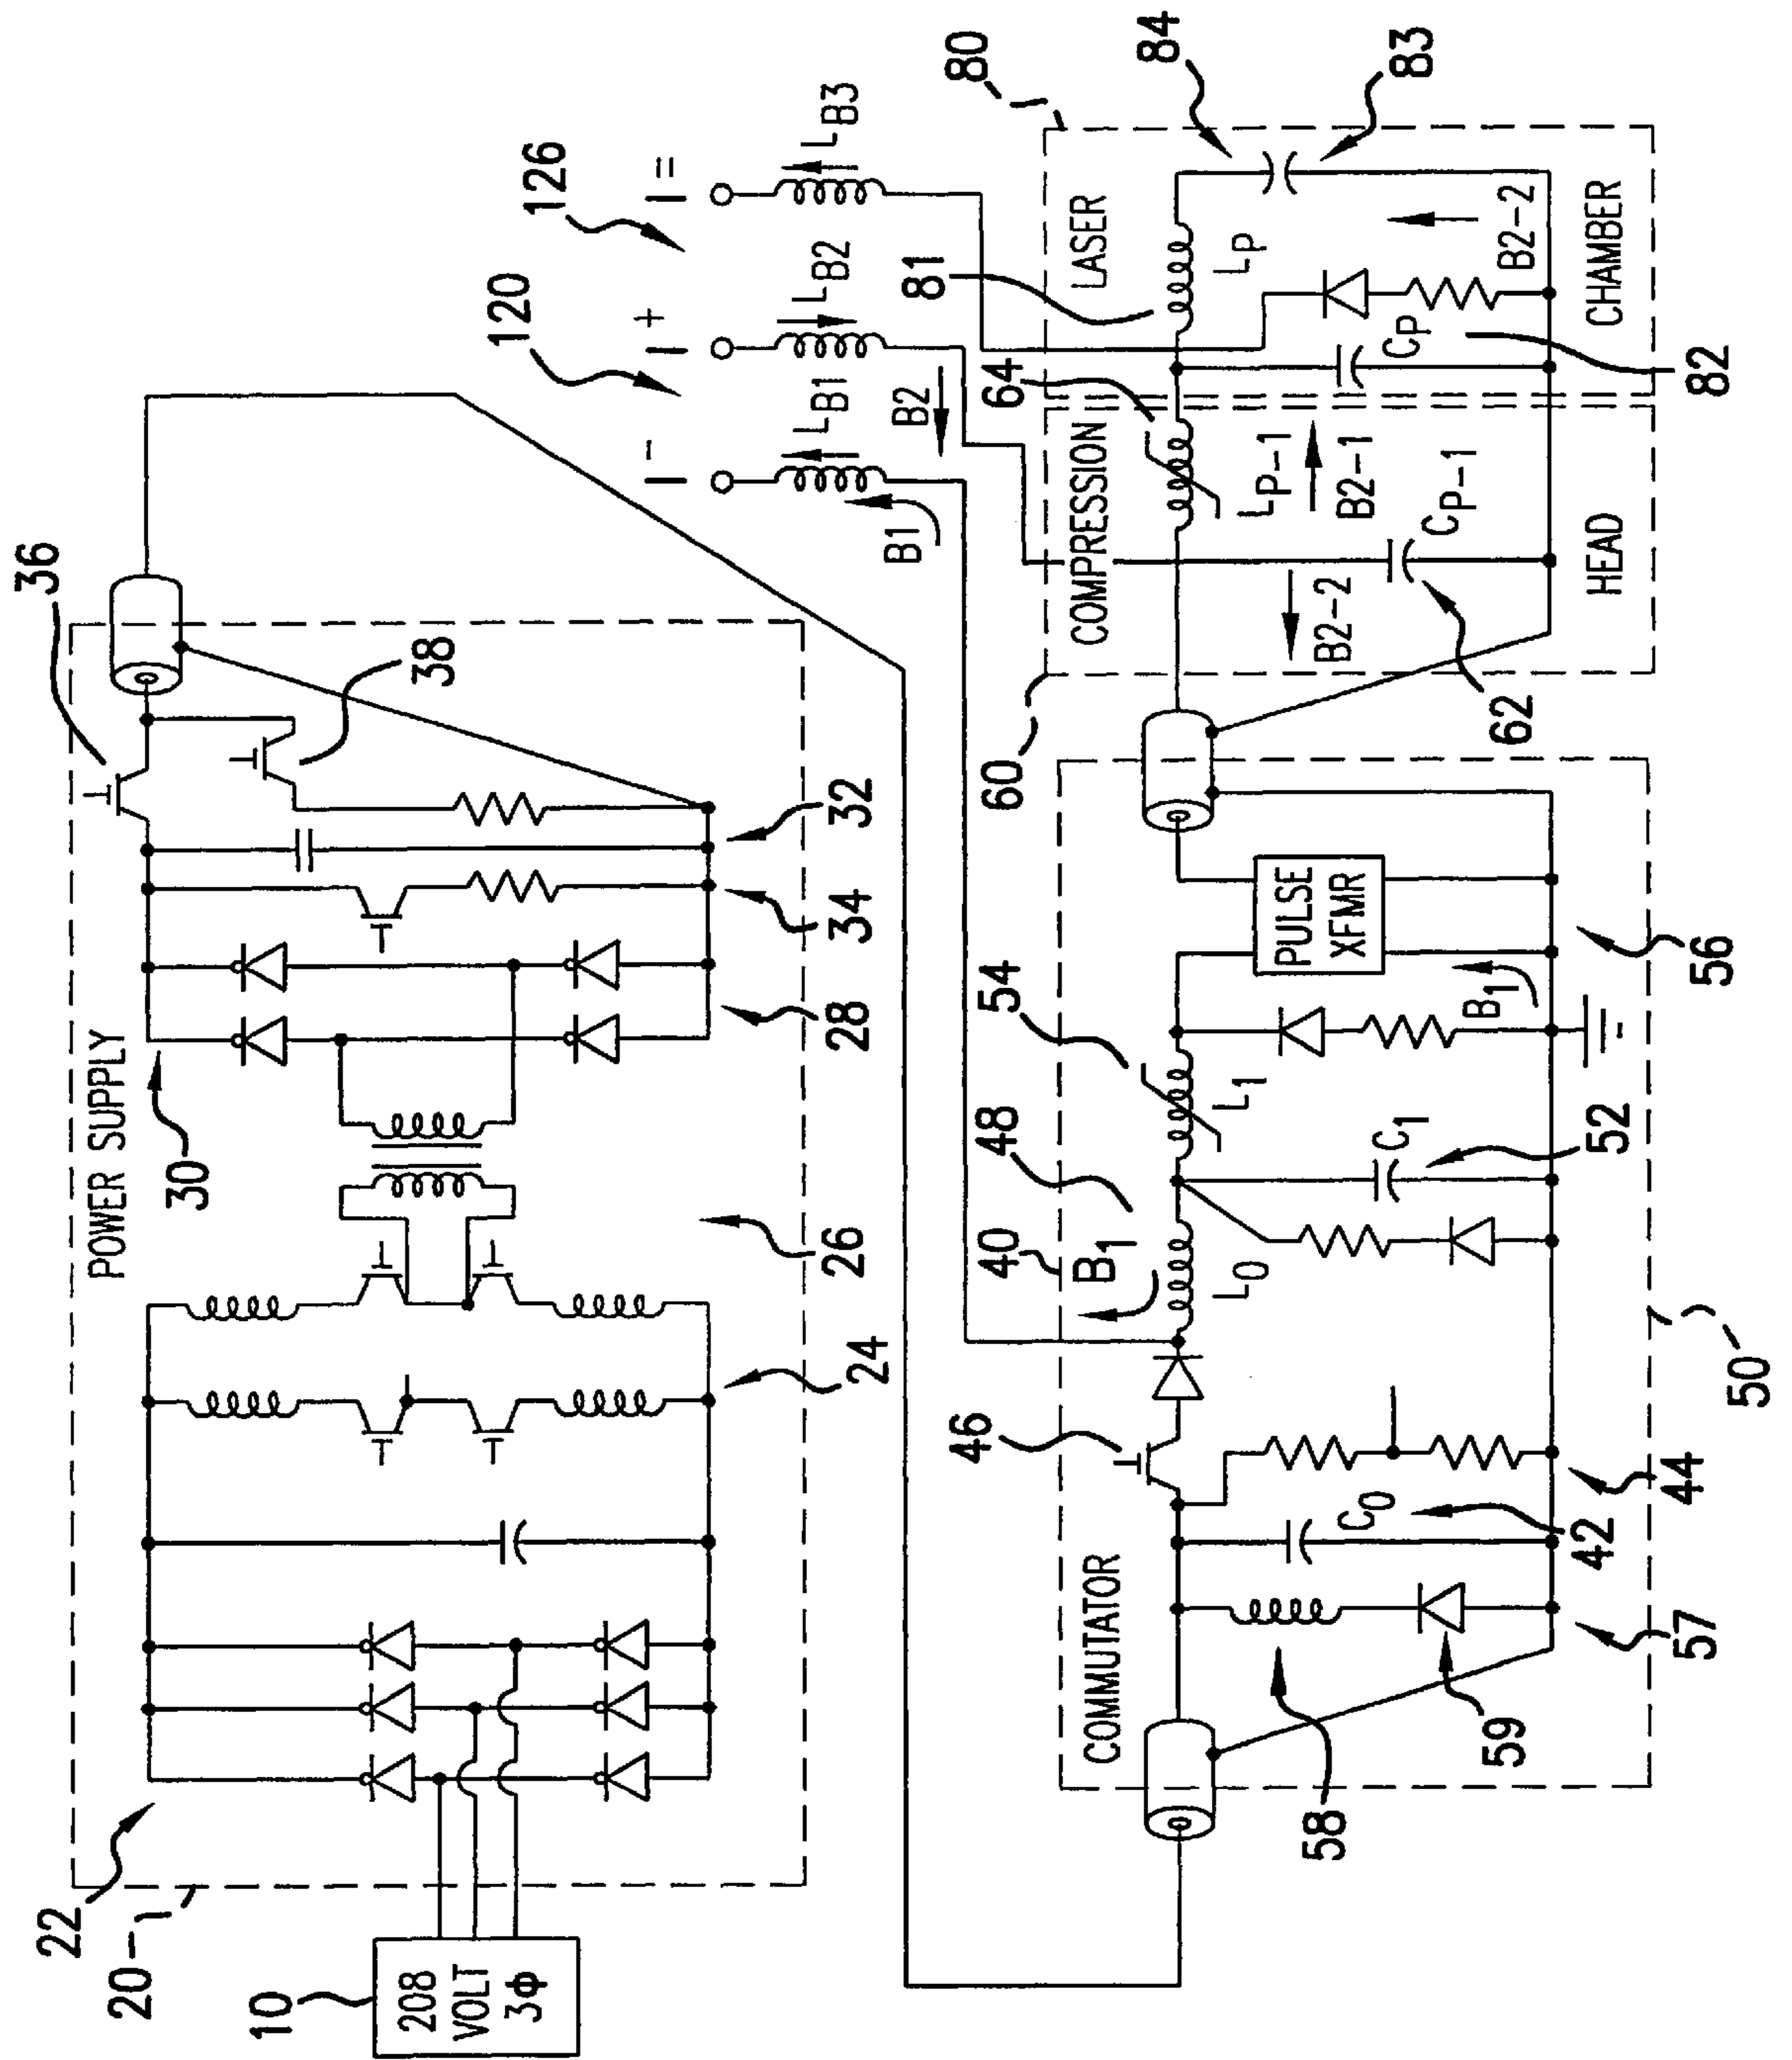 10
208
VOLT
3Φ
20
22
POWER SUPPLY
24
26
30
28
34
32
36
38
120
126
I-
I+
I=
LB1
LB2
LB3
B1
B2
COMMUTATOR
40
42
C0
44
46
48
B1
L0
50
52
C1
54
L1
B1
56
57
58
59
PULSE
XFMR
60
COMPRESSION
HEAD
62
64
LP-1
CP-1
B2-1
B2-2
80
LASER
CHAMBER
81
LP
82
CP
83
84
B2-2